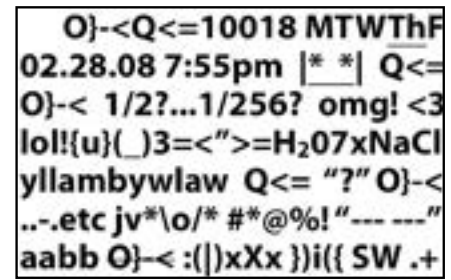 O}-<Q<=10018 MTWThF
02.28.08 7:55pm |*_*| Q<=
O}-< 1/2?...1/256? omg! <3
lol!{u}(_)3=<”>=H₂07xNaCl
yllambywlaw Q<= “?” O}-<
..-.etc jv*\o/* #*@%! “--- ---”
aabb O}-< :(|)xXx })i({ SW .+